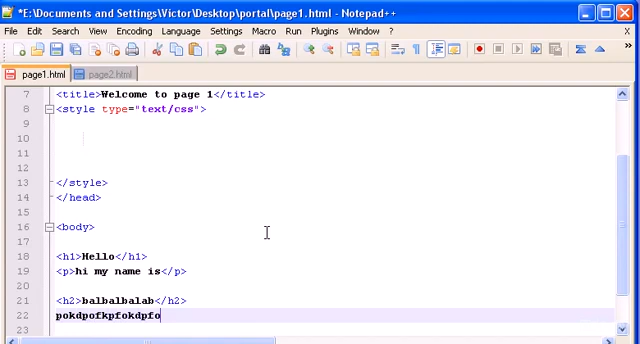 *E:\Documents and Settings\Victor\Desktop\portal\page1.html - Notepad++
File Edit Search View Encoding Language Settings Macro Run Plugins Window ? X
page1.html page2.html
7 <title>Welcome to page 1</title>
8 <style type="text/css">
9
10
11
12
13 </style>
14 </head>
15
16 <body>
17
18 <h1>Hello</h1>
19 <p>hi my name is</p>
20
21 <h2>balbalbalab</h2>
22 pokdpofkpfokdpfo
23